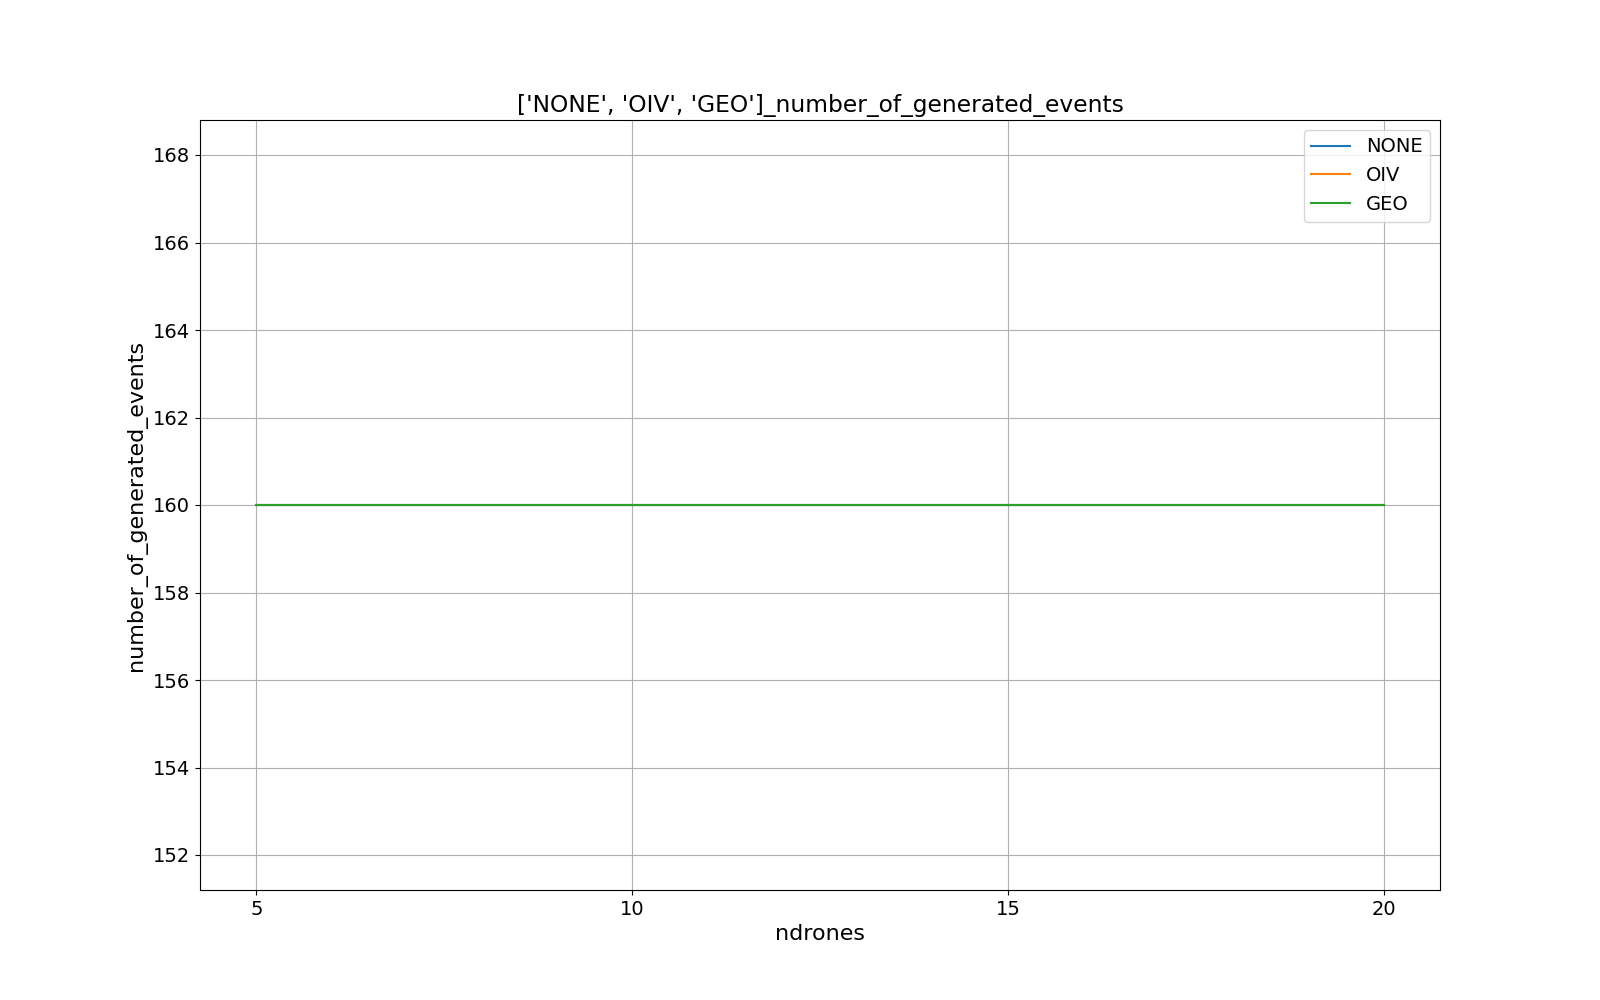 ['NONE', 'OIV', 'GEO']_number_of_generated_events
NONE
OIV
GEO
168
166
164
162
160
158
156
154
152
number_of_generated_events
5
10
15
20
ndrones